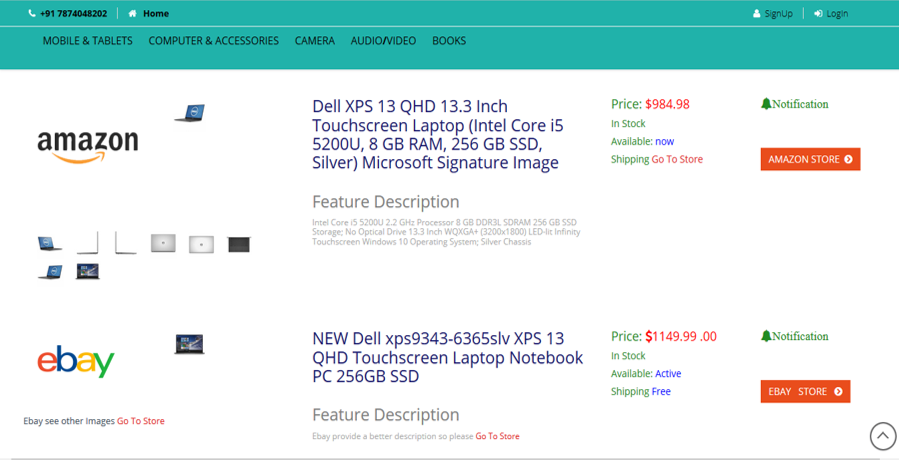 +91 7874048202 Home SignUp Login
MOBILE & TABLETS COMPUTER & ACCESSORIES CAMERA AUDIO/VIDEO BOOKS
amazon
Dell XPS 13 QHD 13.3 Inch
Touchscreen Laptop (Intel Core i5
5200U, 8 GB RAM, 256 GB SSD,
Silver) Microsoft Signature Image
Feature Description
Intel Core i5 5200U 2.2 GHz Processor 8 GB DDR3L SDRAM 256 GB SSD
Storage; No Optical Drive 13.3 Inch WQXGA+ (3200x1800) LED-lit Infinity
Touchscreen Windows 10 Operating System; Silver Chassis
Price: $984.98
In Stock
Available: now
Shipping Go To Store
Notification
AMAZON STORE
ebay
Ebay see other Images Go To Store
NEW Dell xps9343-6365slv XPS 13
QHD Touchscreen Laptop Notebook
PC 256GB SSD
Feature Description
Ebay provide a better description so please Go To Store
Price: $1149.99 .00
In Stock
Available: Active
Shipping Free
Notification
EBAY STORE